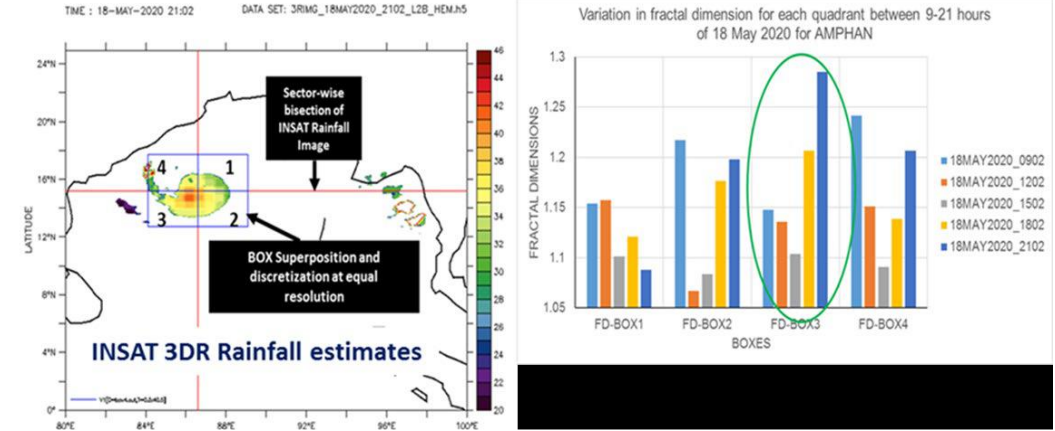 TIME : 18-MAY-2020 21:02
DATA SET: 3RIMG_18MAY2020_2102_L2B_HEM.h5
24°N
20°N
16°N
12°N
8°N
4°N
0°
LATITUDE
80°E
84°E
88°E
92°E
96°E
100°E
Sector-wise
bisection of
INSAT Rainfall
Image
4
1
3
2
BOX Superposition and
discretization at equal
resolution
INSAT 3DR Rainfall estimates
46
44
42
40
38
36
34
32
30
28
26
24
22
20
Variation in fractal dimension for each quadrant between 9-21 hours
of 18 May 2020 for AMPHAN
FRACTAL DIMENSIONS
1.3
1.25
1.2
1.15
1.1
1.05
FD-BOX1
FD-BOX2
FD-BOX3
FD-BOX4
BOXES
18MAY2020_0902
18MAY2020_1202
18MAY2020_1502
18MAY2020_1802
18MAY2020_2102